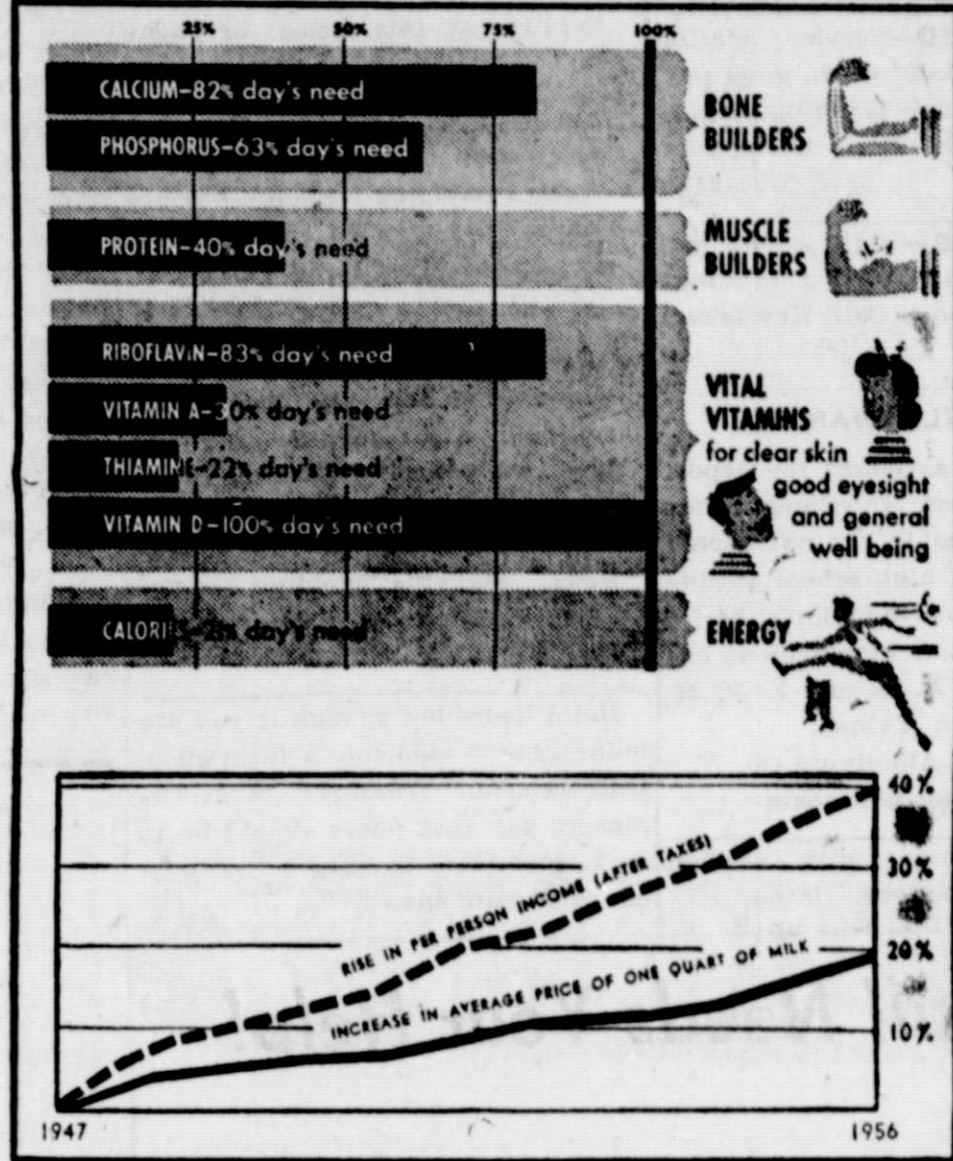 25% 50% 75% 100%
CALCIUM–82% day's need
PHOSPHORUS–63% day's need
BONE
BUILDERS
PROTEIN–40% day's need
MUSCLE
BUILDERS
RIBOFLAVIN–83% day's need
VITAMIN A–30% day's need
THIAMINE–22% day's need
VITAMIN D–100% day's need
VITAL
VITAMINS
for clear skin
good eyesight
and general
well being
CALORIES day's need
ENERGY
40%
30%
20%
10%
RISE IN PER PERSON INCOME (AFTER TAXES)
INCREASE IN AVERAGE PRICE OF ONE QUART OF MILK
1947 1956